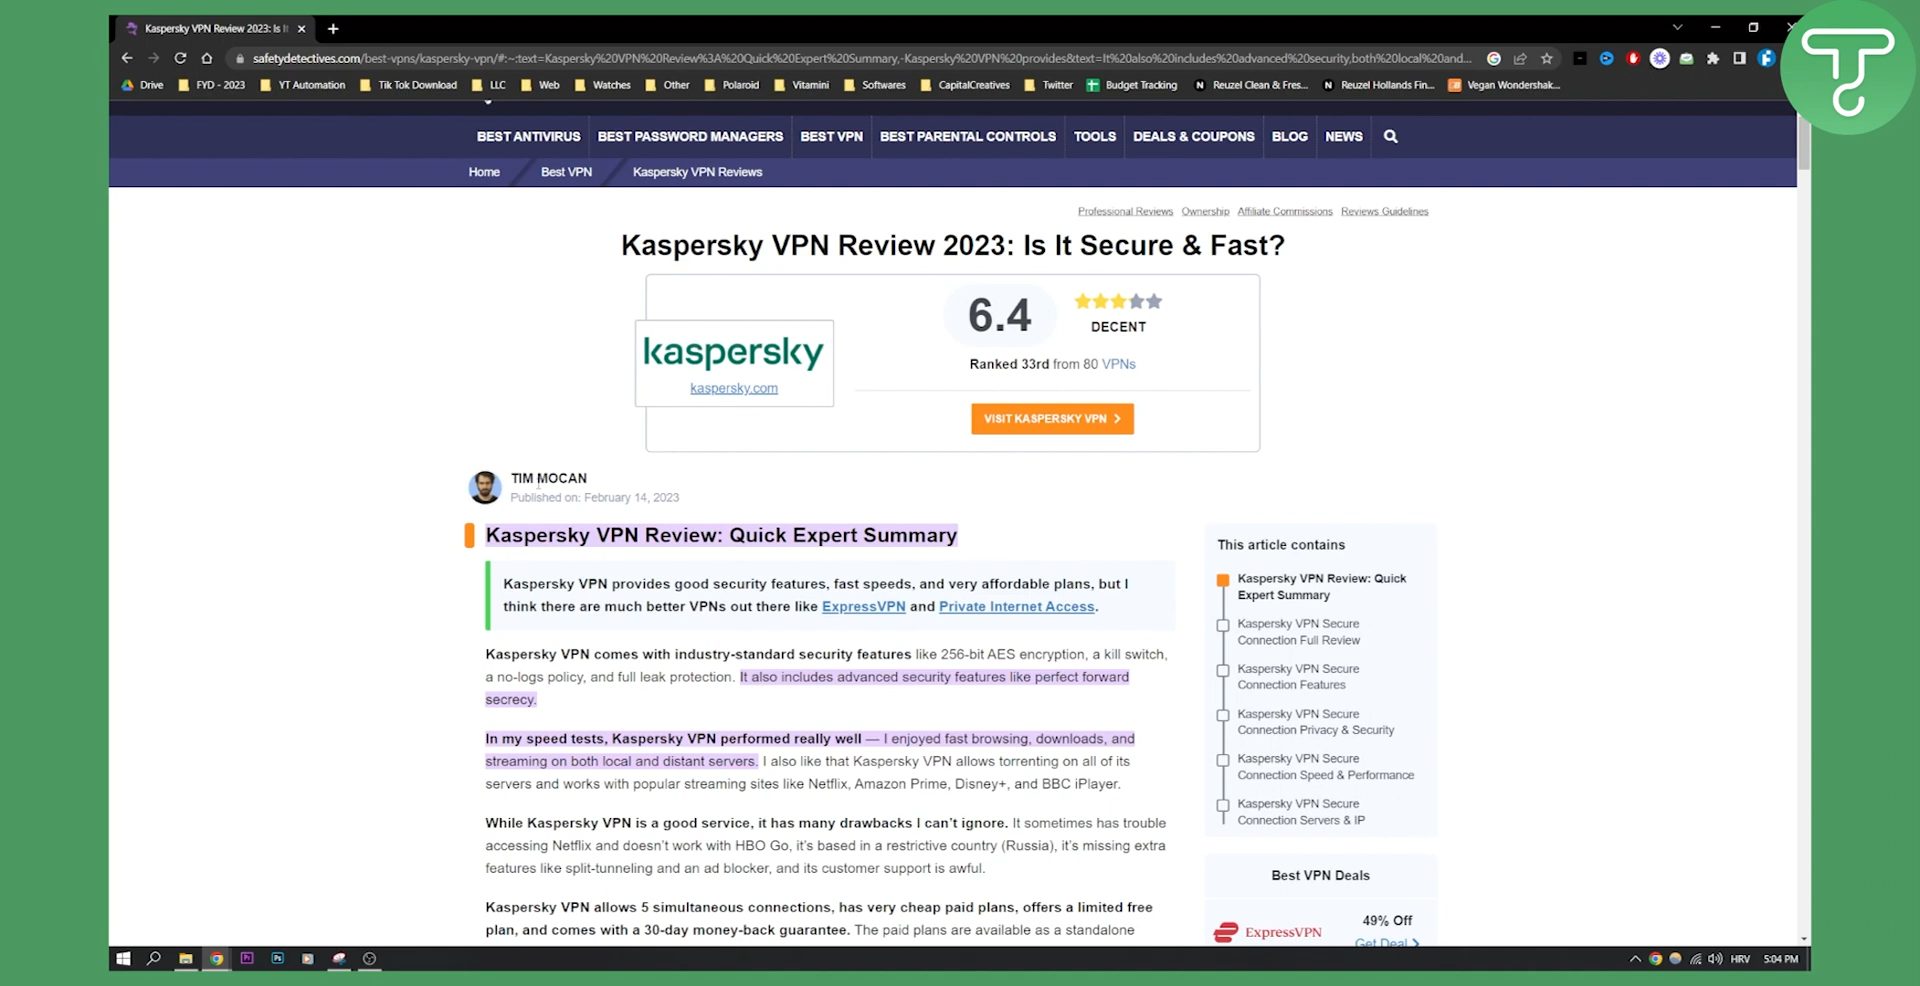 Kaspersky VPN Review 2023: Is It
safetydetectives.com/best-vpns/kaspersky-vpn/#:~:text=Kaspersky%20VPN%20Review%3A%20Quick%20Expert%20Summary,-Kaspersky%20VPN%20provides&text=It%20also%20includes%20advanced%20security,both%20local%20and...
Drive FYD - 2023 YT Automation Tik Tok Download LLC Web Watches Other Polaroid Vitamini Softwares CapitalCreatives Twitter Budget Tracking Reuzel Clean & Fres... Reuzel Hollands Fin... Vegan Wondershak...
BEST ANTIVIRUS BEST PASSWORD MANAGERS BEST VPN BEST PARENTAL CONTROLS TOOLS DEALS & COUPONS BLOG NEWS
Home Best VPN Kaspersky VPN Reviews
Professional Reviews Ownership Affiliate Commissions Reviews Guidelines
Kaspersky VPN Review 2023: Is It Secure & Fast?
kaspersky
kaspersky.com
6.4
DECENT
Ranked 33rd from 80 VPNs
VISIT KASPERSKY VPN
TIM MOCAN
Published on: February 14, 2023
Kaspersky VPN Review: Quick Expert Summary
Kaspersky VPN provides good security features, fast speeds, and very affordable plans, but I
think there are much better VPNs out there like ExpressVPN and Private Internet Access.
Kaspersky VPN comes with industry-standard security features like 256-bit AES encryption, a kill switch,
a no-logs policy, and full leak protection. It also includes advanced security features like perfect forward
secrecy.
In my speed tests, Kaspersky VPN performed really well — I enjoyed fast browsing, downloads, and
streaming on both local and distant servers. I also like that Kaspersky VPN allows torrenting on all of its
servers and works with popular streaming sites like Netflix, Amazon Prime, Disney+, and BBC iPlayer.
While Kaspersky VPN is a good service, it has many drawbacks I can't ignore. It sometimes has trouble
accessing Netflix and doesn't work with HBO Go, it's based in a restrictive country (Russia), it's missing extra
features like split-tunneling and an ad blocker, and its customer support is awful.
Kaspersky VPN allows 5 simultaneous connections, has very cheap paid plans, offers a limited free
plan, and comes with a 30-day money-back guarantee. The paid plans are available as a standalone
This article contains
Kaspersky VPN Review: Quick
Expert Summary
Kaspersky VPN Secure
Connection Full Review
Kaspersky VPN Secure
Connection Features
Kaspersky VPN Secure
Connection Privacy & Security
Kaspersky VPN Secure
Connection Speed & Performance
Kaspersky VPN Secure
Connection Servers & IP
Best VPN Deals
ExpressVPN
49% Off
Get Deal
HRV 5:04 PM